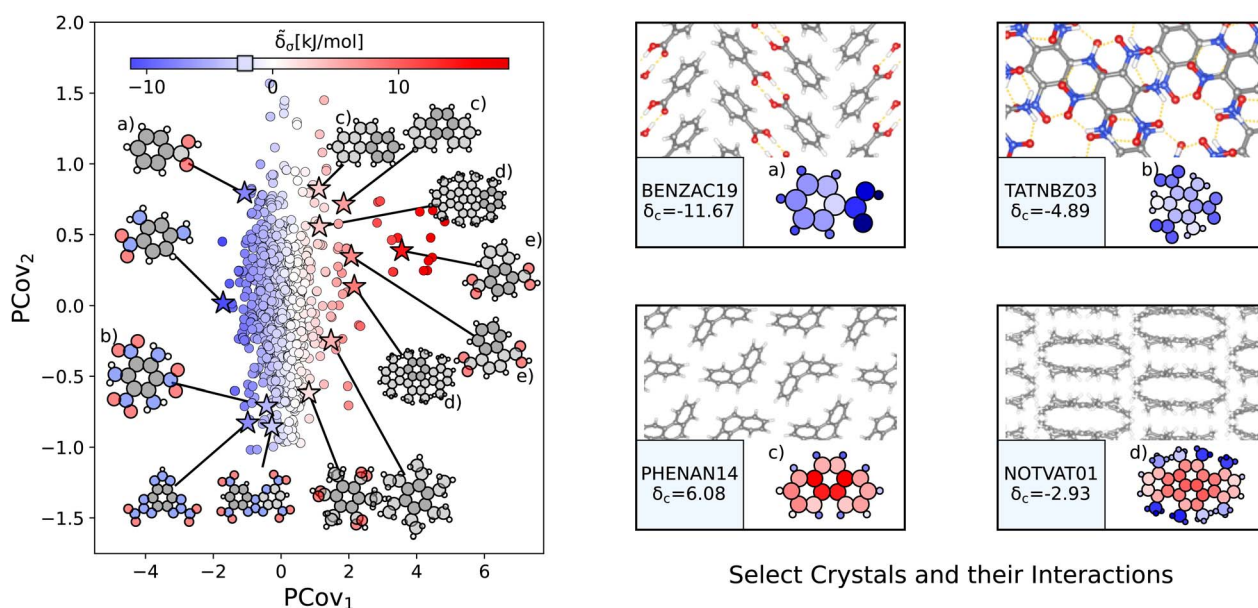 2.0
1.5
1.0
0.5
0.0
−0.5
−1.0
−1.5
PCov₂
δ̃σ[kJ/mol]
−10
0
10
a)
c)
c)
d)
e)
b)
e)
d)
−4
−2
0
2
4
6
PCov₁
BENZAC19
δc=-11.67
a)
TATNBZ03
δc=-4.89
b)
PHENAN14
δc=6.08
c)
NOTVAT01
δc=-2.93
d)
Select Crystals and their Interactions